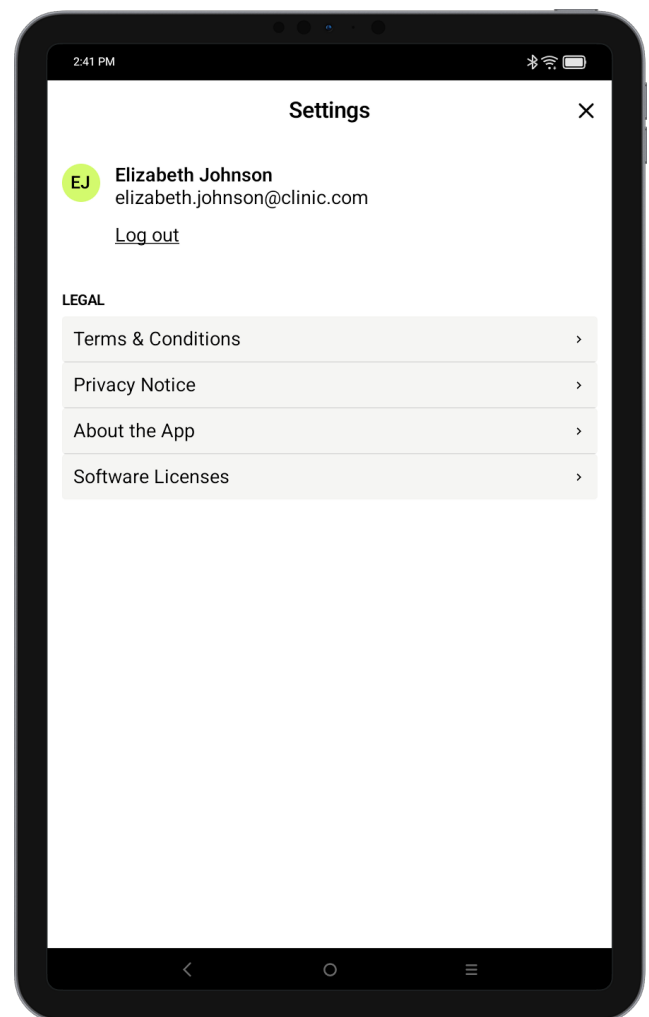 2:41 PM
Settings
EJ
Elizabeth Johnson
elizabeth.johnson@clinic.com
Log out
LEGAL
Terms & Conditions
Privacy Notice
About the App
Software Licenses